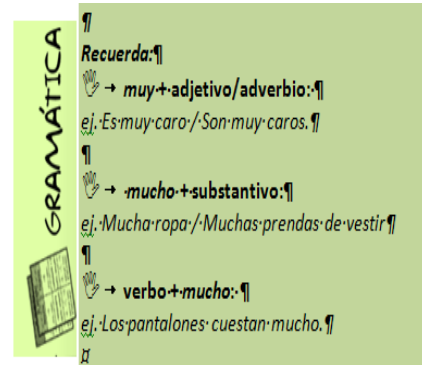 GRAMÁTICA
¶
Recuerda:¶
→ muy·+·adjetivo/adverbio:·¶
ej.·Es·muy·caro·/·Son·muy·caros.¶
¶
→ ·mucho·+·substantivo:¶
ej.·Mucha·ropa·/·Muchas·prendas·de·vestir¶
¶
→ verbo·+·mucho:·¶
ej.·Los·pantalones·cuestan·mucho.¶
¤